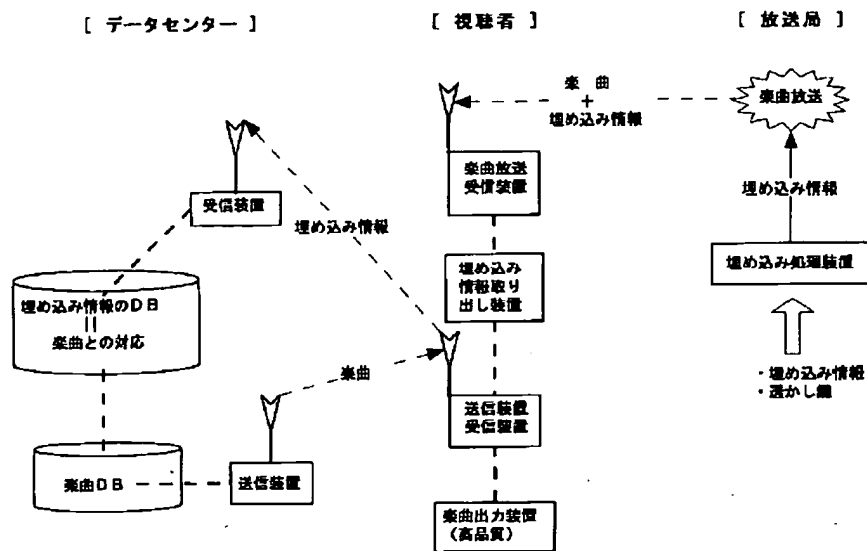 [ データセンター ]
[ 視聴者 ]
[ 放送局 ]
楽曲
+
埋め込み情報
楽曲放送
楽曲放送
受信装置
受信装置
埋め込み情報
埋め込み情報
埋め込み
情報取り
出し装置
埋め込み処理装置
埋め込み情報のDB
||
楽曲との対応
楽曲
・埋め込み情報
・透かし鍵
送信装置
受信装置
楽曲DB
送信装置
楽曲出力装置
(高品質)